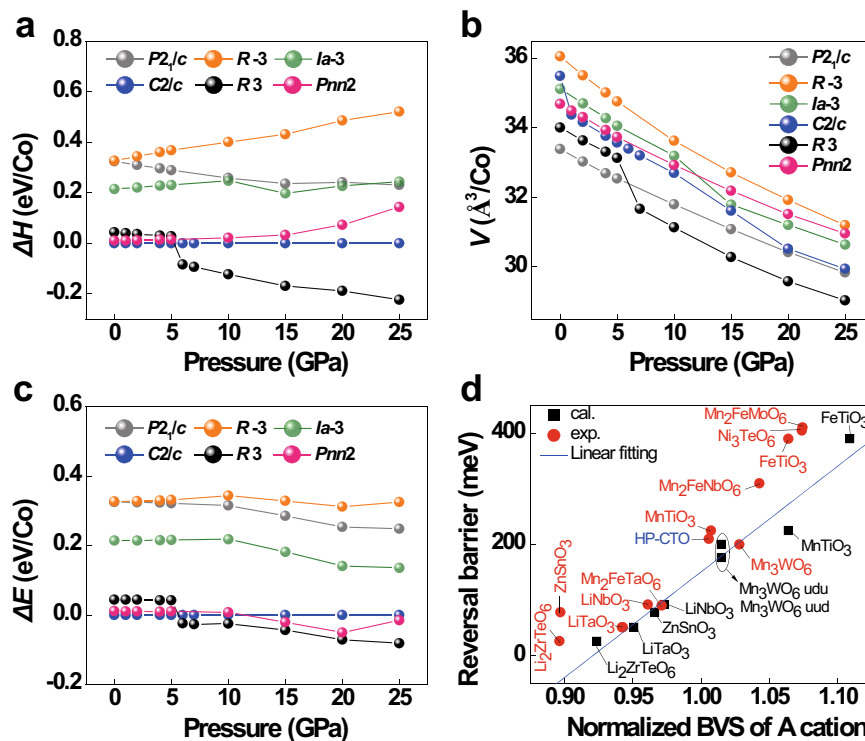 a
ΔH (eV/Co)
0.8
0.6
0.4
0.2
0.0
-0.2
P2₁/c R-3 Ia-3
C2/c R3 Pnn2
0 5 10 15 20 25
Pressure (GPa)
b
V (Å³/Co)
36
34
32
30
P2₁/c
R-3
Ia-3
C2/c
R3
Pnn2
0 5 10 15 20 25
Pressure (GPa)
c
ΔE (eV/Co)
0.6
0.4
0.2
0.0
-0.2
P2₁/c R-3 Ia-3
C2/c R3 Pnn2
0 5 10 15 20 25
Pressure (GPa)
d
Reversal barrier (meV)
400
200
0
cal.
exp.
Linear fitting
Mn₂FeMoO₆
FeTiO₃
Ni₃TeO₆
FeTiO₃
Mn₂FeNbO₆
MnTiO₃
HP-CTO
MnTiO₃
Mn₃WO₆
ZnSnO₃
Mn₂FeTaO₆
Mn₃WO₆ udu
LiNbO₃
LiNbO₃
Mn₃WO₆ uud
Li₂ZrTeO₆
LiTaO₃
ZnSnO₃
LiTaO₃
Li₂ZrTeO₆
0.90 0.95 1.00 1.05 1.10
Normalized BVS of A cation